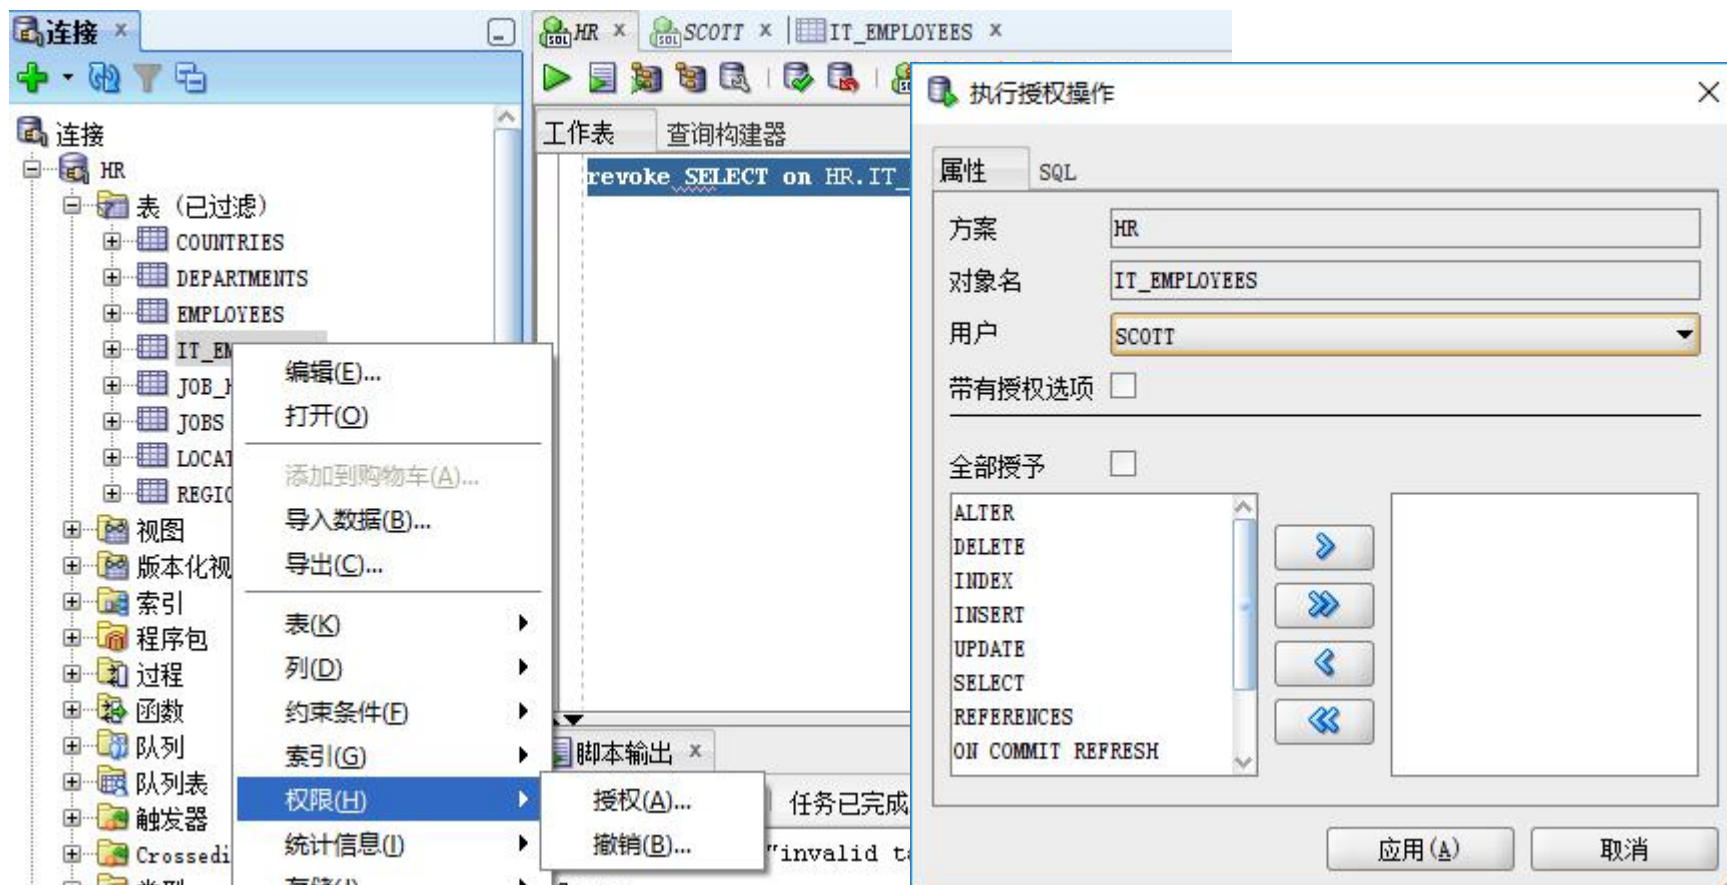 连接
HR
SCOTT
IT_EMPLOYEES
连接
HR
表 (已过滤)
COUNTRIES
DEPARTMENTS
EMPLOYEES
IT_EM
JOB_H
JOBS
LOCAT
REGIO
视图
版本化视
索引
程序包
过程
函数
队列
队列表
触发器
Crossedi
编辑(E)...
打开(O)
添加到购物车(A)...
导入数据(B)...
导出(C)...
表(K)
列(D)
约束条件(F)
索引(G)
权限(H)
统计信息(I)
授权(A)...
撤销(B)...
工作表
查询构建器
revoke SELECT on HR.IT_
脚本输出
任务已完成
"invalid ta
执行授权操作
属性
SQL
方案 HR
对象名 IT_EMPLOYEES
用户 SCOTT
带有授权选项
全部授予
ALTER
DELETE
INDEX
INSERT
UPDATE
SELECT
REFERENCES
ON COMMIT REFRESH
应用(A)
取消